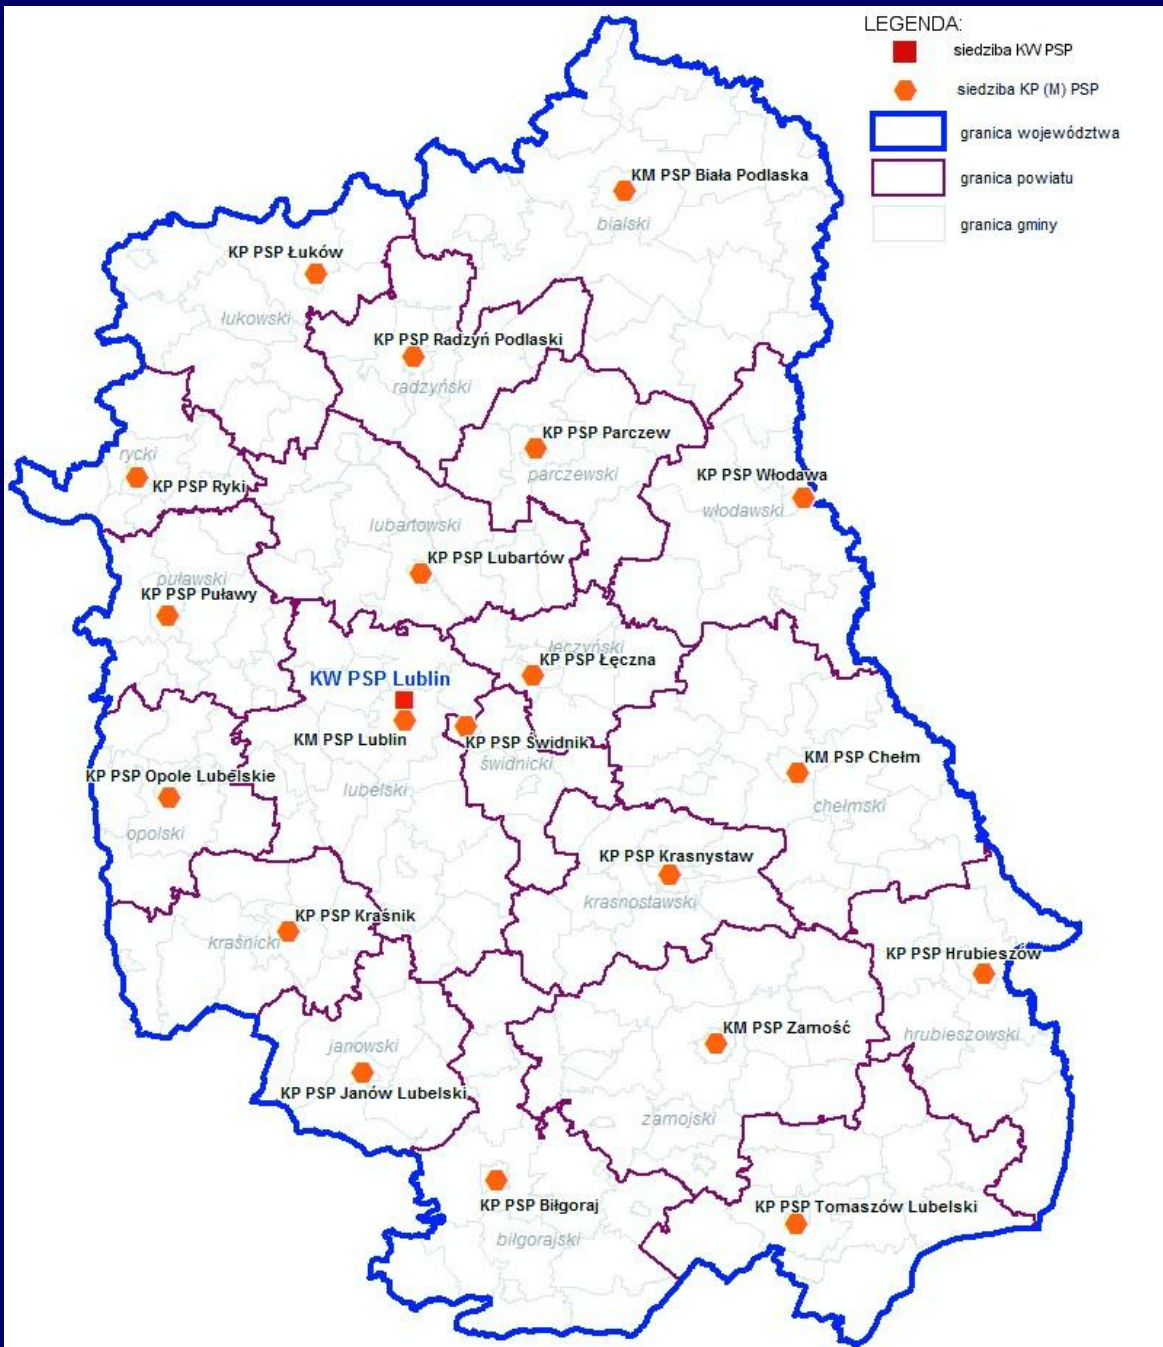 LEGENDA:
siedziba KW PSP
siedziba KP (M) PSP
granica województwa
granica powiatu
granica gminy
KM PSP Biała Podlaska
bialski
KP PSP Łuków
łukowski
KP PSP Radzyń Podlaski
radzyński
KP PSP Parczew
parczewski
rycki
KP PSP Ryki
KP PSP Włodawa
włodawski
lubartowski
KP PSP Lubartów
puławski
KP PSP Puławy
łęczyński
KP PSP Łęczna
KW PSP Lublin
KM PSP Lublin
lubelski
KP PSP Świdnik
świdnicki
KM PSP Chełm
chełmski
KP PSP Opole Lubelskie
opolski
KP PSP Krasnystaw
krasnostawski
KP PSP Kraśnik
kraśnicki
KP PSP Hrubieszów
hrubieszowski
KM PSP Zamość
zamojski
janowski
KP PSP Janów Lubelski
KP PSP Biłgoraj
biłgorajski
KP PSP Tomaszów Lubelski